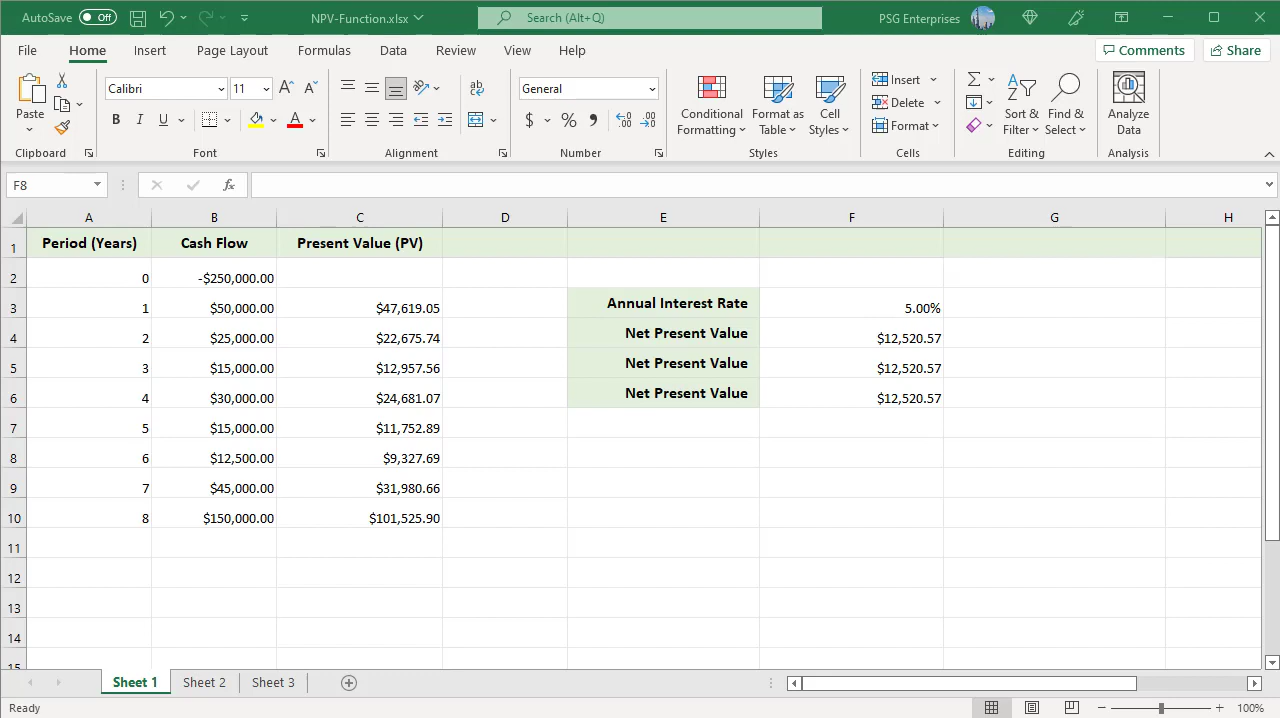 AutoSave Off NPV-Function.xlsx Search (Alt+Q) PSG Enterprises
File Home Insert Page Layout Formulas Data Review View Help Comments Share
Paste Calibri 11 A A ab General Conditional Formatting Format as Table Cell Styles Insert Delete Format Sort & Filter Find & Select Analyze Data
B I U A $ % , .00
Clipboard Font Alignment Number Styles Cells Editing Analysis
F8 fx
A B C D E F G H
1 Period (Years) Cash Flow Present Value (PV)
2 0 -$250,000.00
3 1 $50,000.00 $47,619.05 Annual Interest Rate 5.00%
4 2 $25,000.00 $22,675.74 Net Present Value $12,520.57
5 3 $15,000.00 $12,957.56 Net Present Value $12,520.57
6 4 $30,000.00 $24,681.07 Net Present Value $12,520.57
7 5 $15,000.00 $11,752.89
8 6 $12,500.00 $9,327.69
9 7 $45,000.00 $31,980.66
10 8 $150,000.00 $101,525.90
11
12
13
14
15
Sheet 1 Sheet 2 Sheet 3
Ready 100%